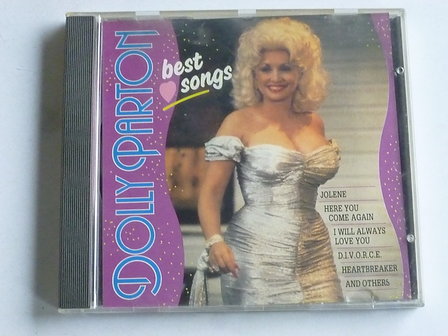 DOLLY PARTON
best
songs
JOLENE
HERE YOU
COME AGAIN
I WILL ALWAYS
LOVE YOU
D.I.V.O.R.C.E.
HEARTBREAKER
AND OTHERS